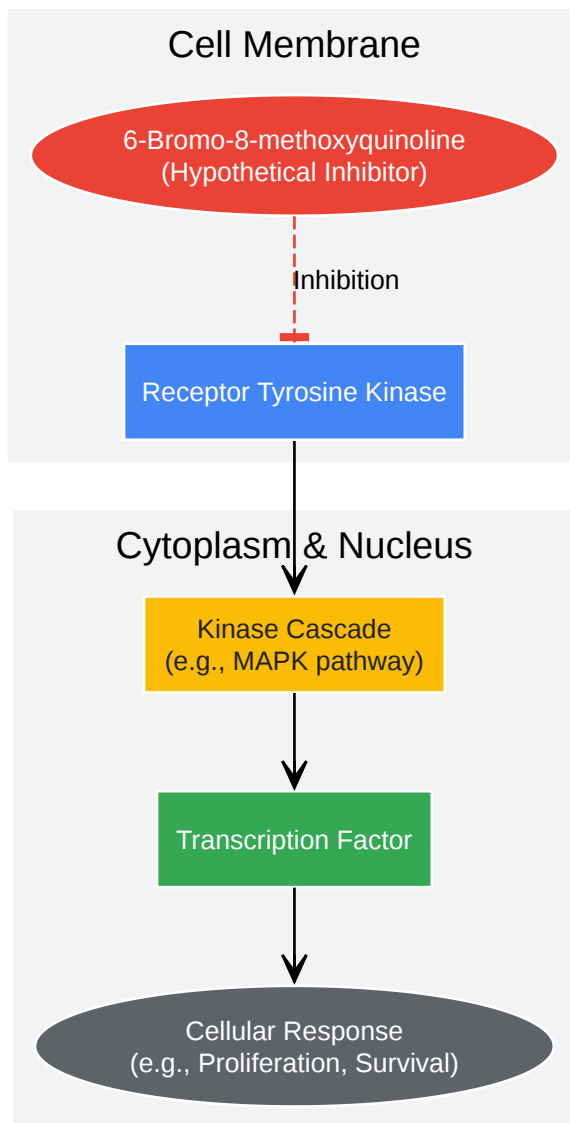 Cell Membrane
6-Bromo-8-methoxyquinoline
(Hypothetical Inhibitor)
Inhibition
Receptor Tyrosine Kinase
Cytoplasm & Nucleus
Kinase Cascade
(e.g., MAPK pathway)
Transcription Factor
Cellular Response
(e.g., Proliferation, Survival)